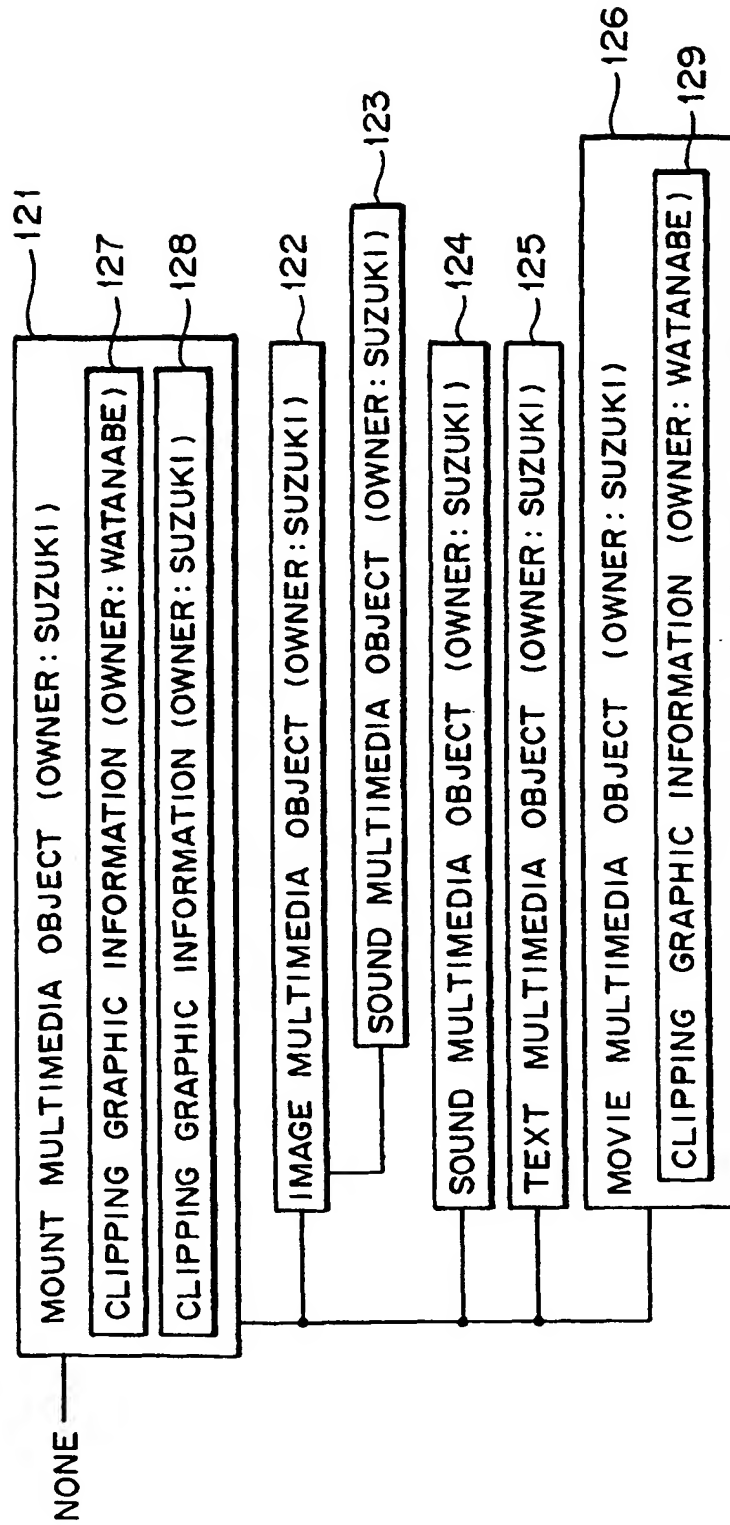 NONE
MOUNT MULTIMEDIA OBJECT (OWNER:SUZUKI)
121
CLIPPING GRAPHIC INFORMATION (OWNER: WATANABE)
127
CLIPPING GRAPHIC INFORMATION (OWNER: SUZUKI)
128
IMAGE MULTIMEDIA OBJECT (OWNER:SUZUKI)
122
SOUND MULTIMEDIA OBJECT (OWNER: SUZUKI)
123
SOUND MULTIMEDIA OBJECT (OWNER: SUZUKI)
124
TEXT MULTIMEDIA OBJECT (OWNER: SUZUKI)
125
MOVIE MULTIMEDIA OBJECT (OWNER: SUZUKI)
126
CLIPPING GRAPHIC INFORMATION (OWNER: WATANABE)
129